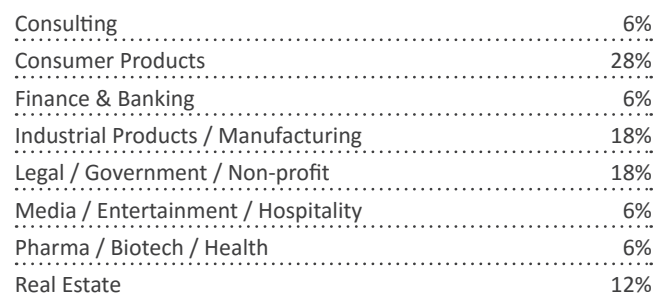 Consulting 6%
Consumer Products 28%
Finance & Banking 6%
Industrial Products / Manufacturing 18%
Legal / Government / Non-profit 18%
Media / Entertainment / Hospitality 6%
Pharma / Biotech / Health 6%
Real Estate 12%